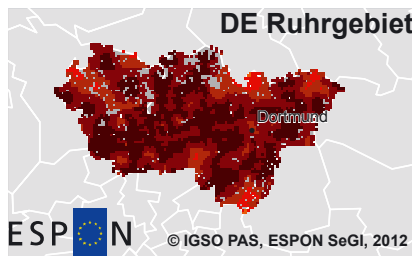 DE Ruhrgebiet
Dortmund
ESPON
© IGSO PAS, ESPON SeGI, 2012